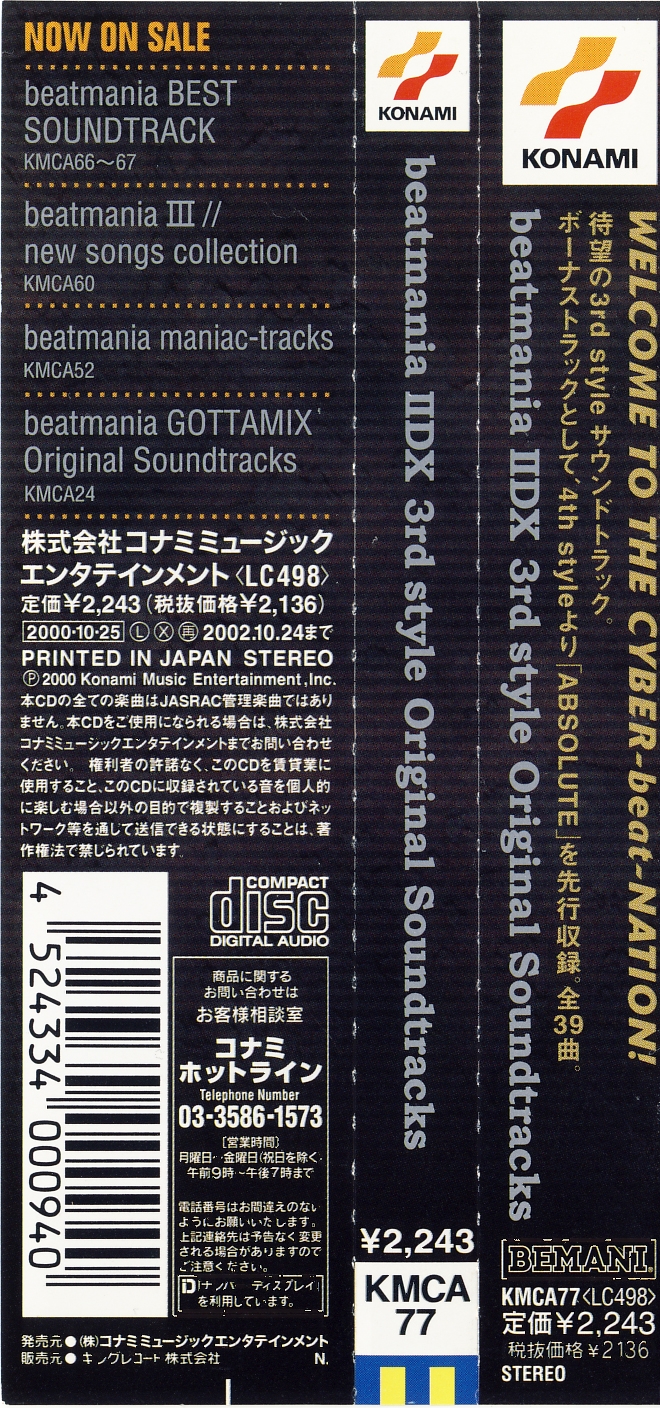 NOW ON SALE
beatmania BEST
SOUNDTRACK
KMCA66〜67
beatmania III //
new songs collection
KMCA60
beatmania maniac-tracks
KMCA52
beatmania GOTTAMIX
Original Soundtracks
KMCA24
株式会社コナミミュージック
エンタテインメント〈LC498〉
定価¥2,243(税抜価格¥2,136)
2000・10・25 Ⓛ Ⓧ 再 2002.10.24まで
PRINTED IN JAPAN STEREO
Ⓟ2000 Konami Music Entertainment,Inc.
本CDの全ての楽曲はJASRAC管理楽曲ではあり
ません。本CDをご使用になられる場合は、株式会社
コナミミュージックエンタテインメントまでお問い合わせ
ください。 権利者の許諾なく、このCDを賃貸業に
使用すること、このCDに収録されている音を個人的
に楽しむ場合以外の目的で複製することおよびネッ
トワーク等を通じて送信できる状態にすることは、著
作権法で禁じられています。
4 524334 000940
COMPACT
disc
DIGITAL AUDIO
商品に関する
お問い合わせは
お客様相談室
コナミ
ホットライン
Telephone Number
03-3586-1573
[営業時間]
月曜日〜金曜日(祝日を除く)
午前9時〜午後7時まで
電話番号はお間違えのない
ようにお願いいたします。
上記連絡先は予告なく変更
される場合がありますので
ご注意ください。
ナンバーディスプレイ
を利用しています。
発売元●(株)コナミミュージックエンタテインメント
販売元●キングレコード株式会社 N.
KONAMI
beatmania IIDX 3rd style Original Soundtracks
¥2,243
KMCA
77
KONAMI
WELCOME TO THE CYBER-beat-NATION!
待望の3rd style サウンドトラック。
ボーナストラックとして、4th styleより「ABSOLUTE」を先行収録。全39曲。
beatmania IIDX 3rd style Original Soundtracks
BEMANI
KMCA77〈LC498〉
定価¥2,243
税抜価格¥2136
STEREO